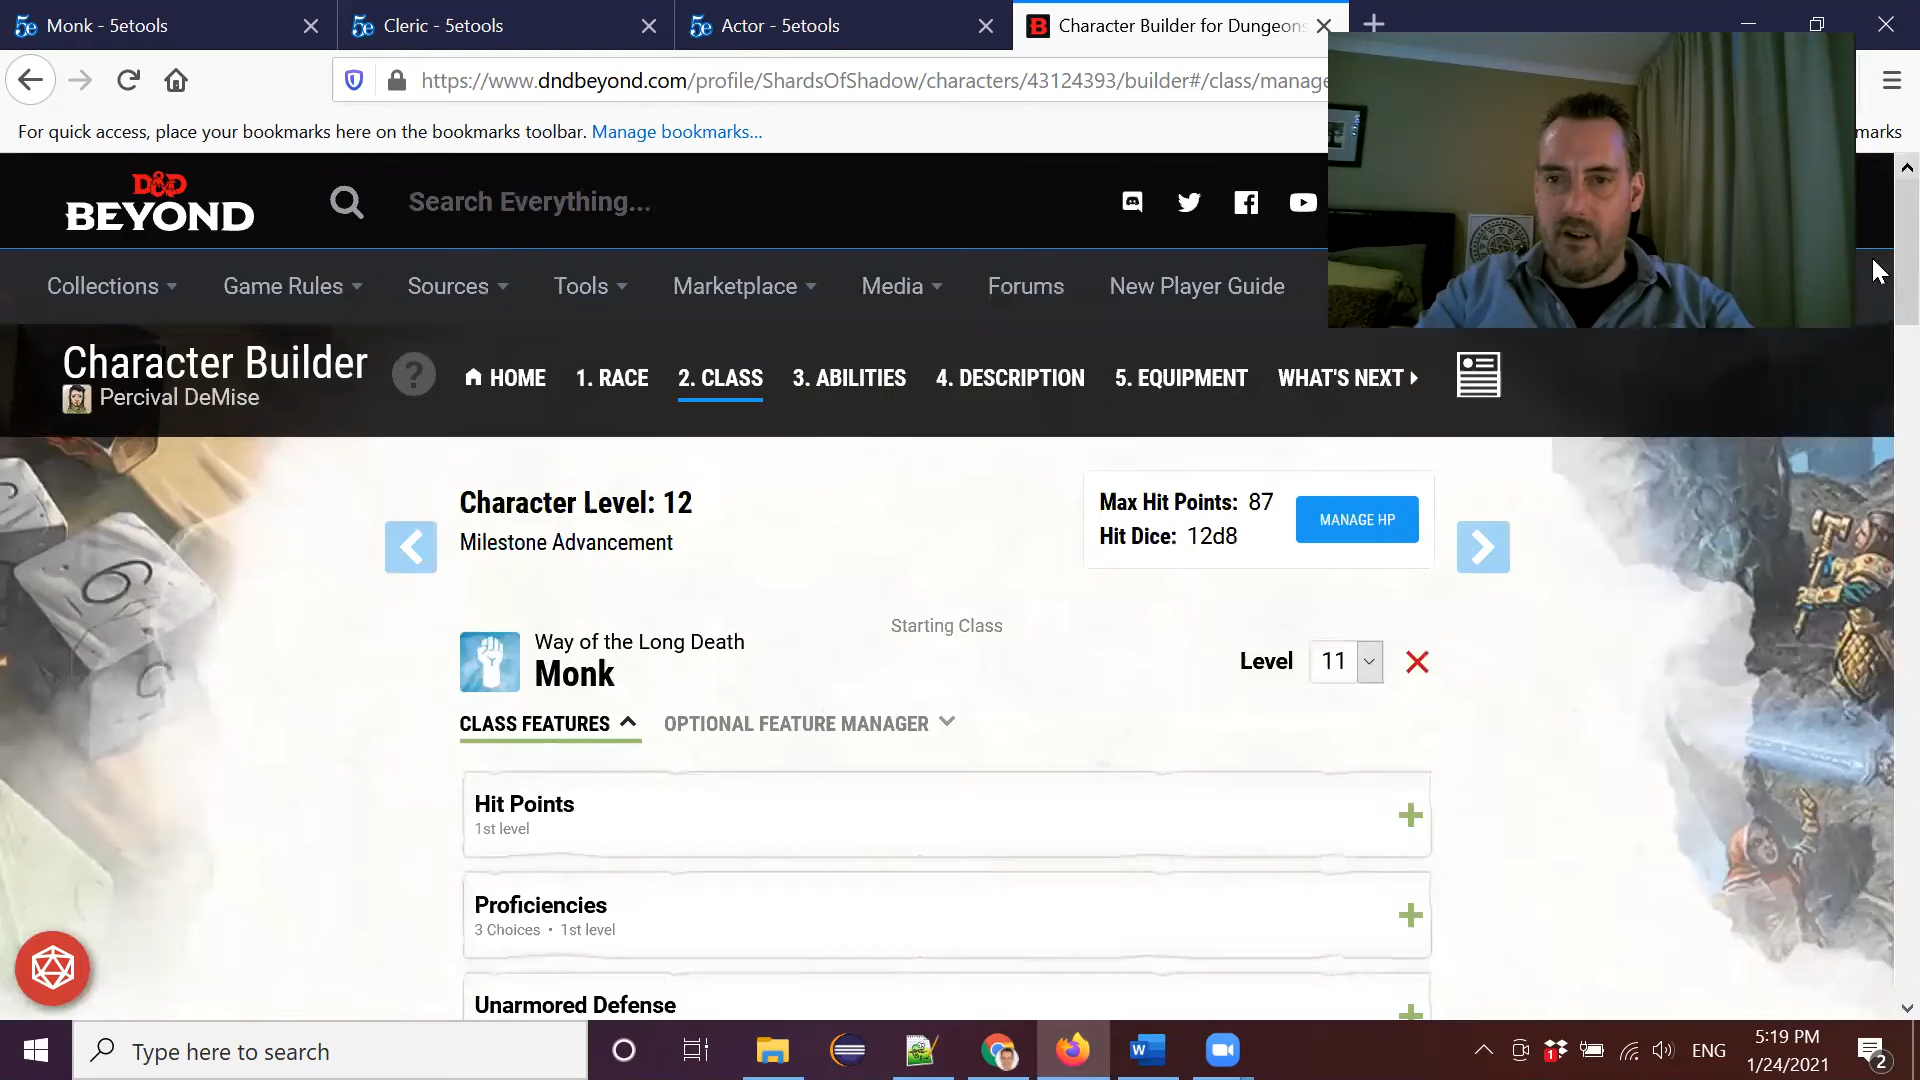 Monk - 5etools
Cleric - 5etools
Actor - 5etools
Character Builder for Dungeons
https://www.dndbeyond.com/profile/ShardsOfShadow/characters/43124393/builder#/class/manage
For quick access, place your bookmarks here on the bookmarks toolbar. Manage bookmarks...
marks
D&D
BEYOND
Search Everything...
Collections
Game Rules
Sources
Tools
Marketplace
Media
Forums
New Player Guide
Character Builder
Percival DeMise
?
HOME
1. RACE
2. CLASS
3. ABILITIES
4. DESCRIPTION
5. EQUIPMENT
WHAT'S NEXT
Character Level: 12
Milestone Advancement
Max Hit Points: 87
Hit Dice: 12d8
MANAGE HP
Starting Class
Way of the Long Death
Monk
Level 11
CLASS FEATURES
OPTIONAL FEATURE MANAGER
Hit Points
1st level
Proficiencies
3 Choices • 1st level
Unarmored Defense
Type here to search
ENG
5:19 PM
1/24/2021
2